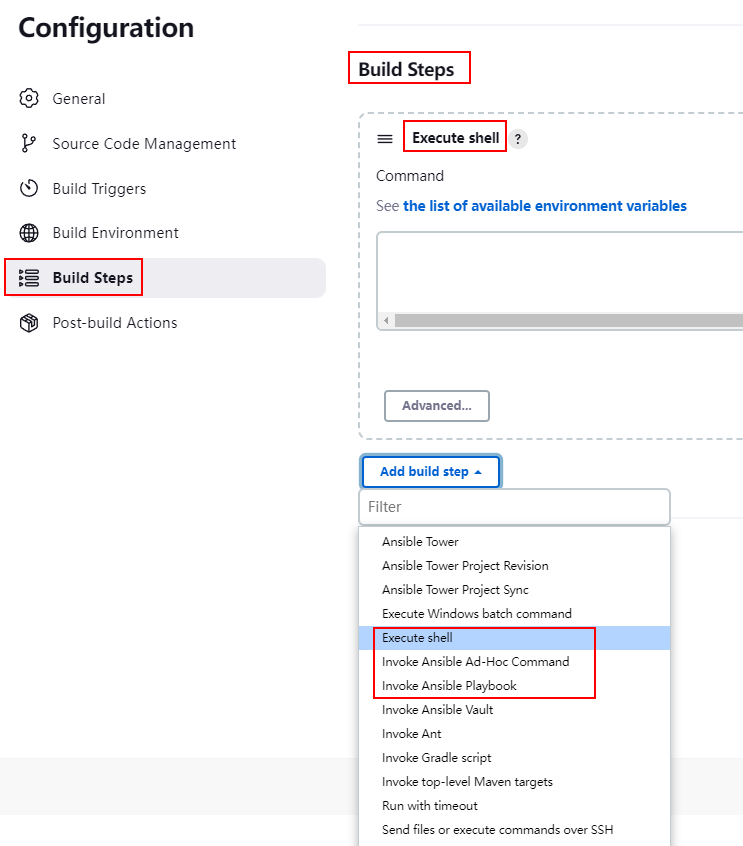 Configuration
General
Source Code Management
Build Triggers
Build Environment
Build Steps
Post-build Actions
Build Steps
Execute shell ?
Command
See the list of available environment variables
Advanced...
Add build step
Filter
Ansible Tower
Ansible Tower Project Revision
Ansible Tower Project Sync
Execute Windows batch command
Execute shell
Invoke Ansible Ad-Hoc Command
Invoke Ansible Playbook
Invoke Ansible Vault
Invoke Ant
Invoke Gradle script
Invoke top-level Maven targets
Run with timeout
Send files or execute commands over SSH